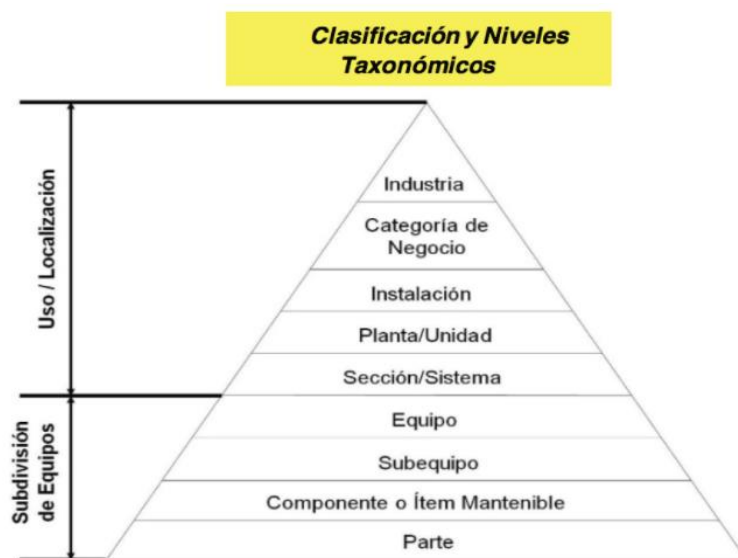 Clasificación y Niveles
Taxonómicos
Uso / Localización
Industria
Categoría de
Negocio
Instalación
Planta/Unidad
Sección/Sistema
Subdivisión
de Equipos
Equipo
Subequipo
Componente o Ítem Mantenible
Parte